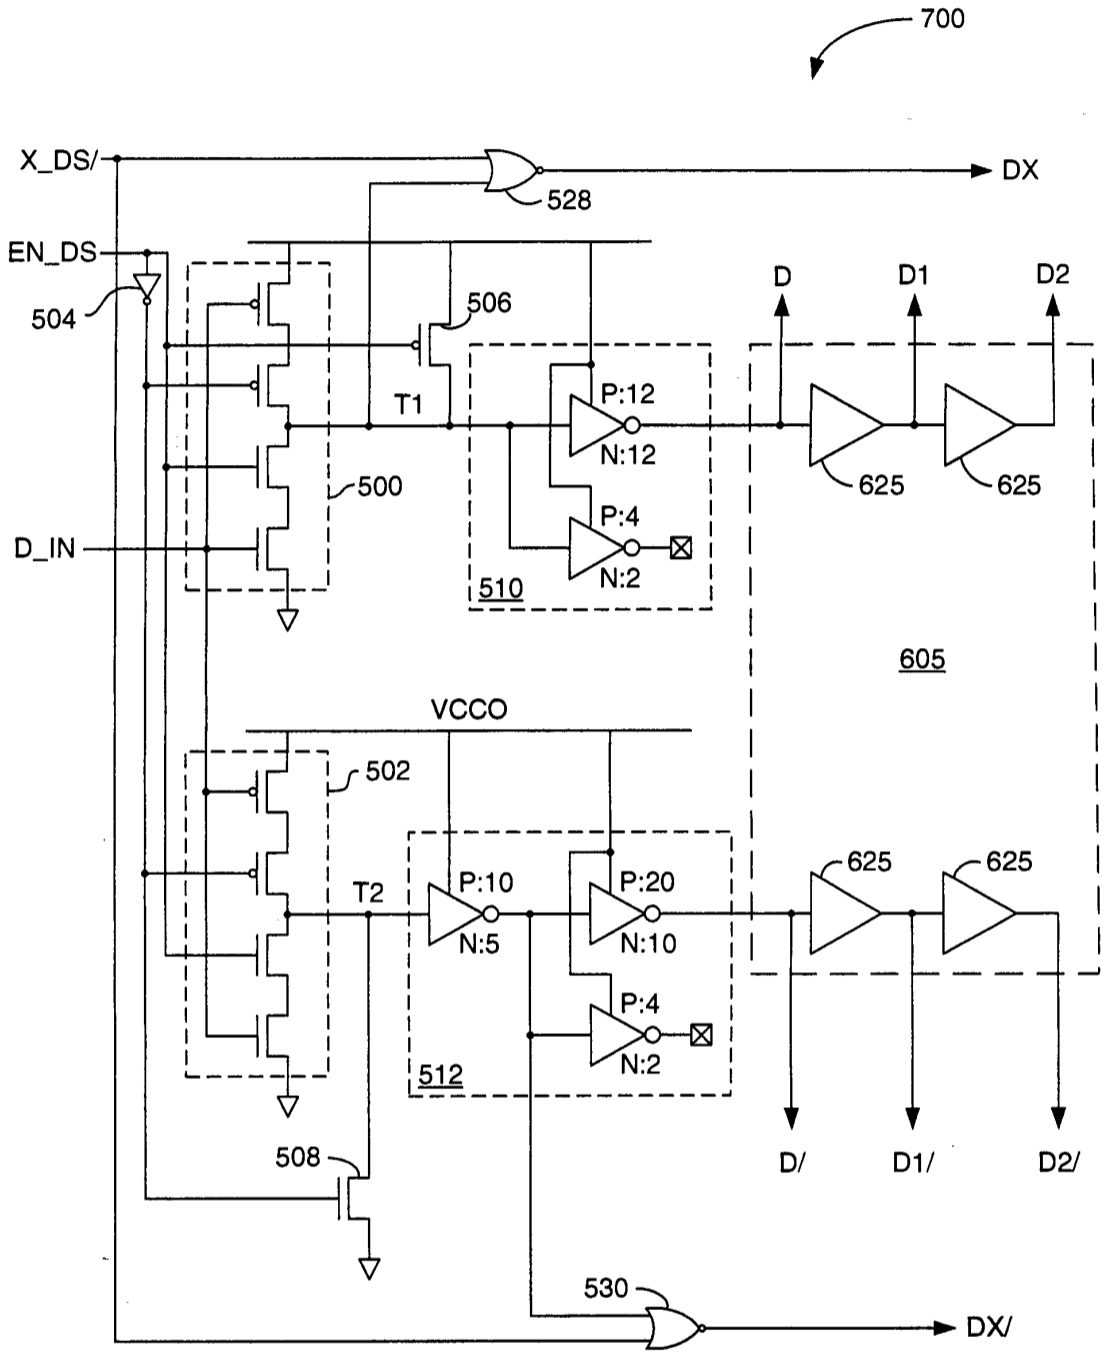 700
X_DS/
DX
528
EN_DS
504
506
D
D1
D2
T1
P:12
N:12
625
625
500
D_IN
P:4
N:2
510
605
VCCO
502
T2
P:10
N:5
P:20
N:10
625
625
P:4
N:2
512
508
D/
D1/
D2/
530
DX/